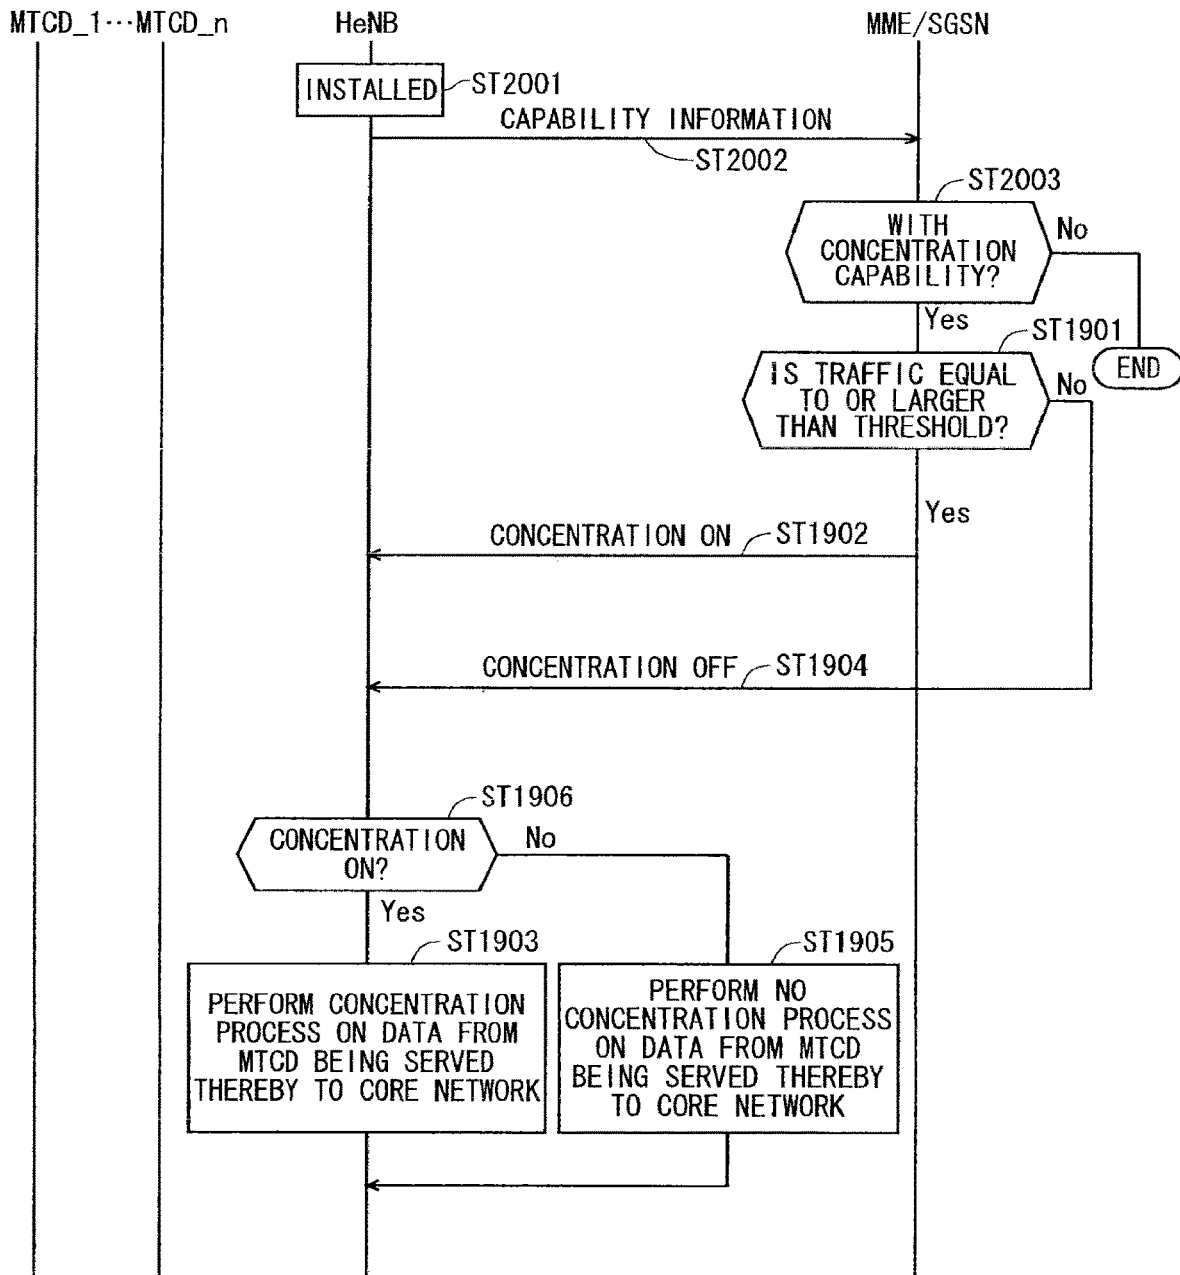 MTCD_1···MTCD_n
HeNB
MME/SGSN
INSTALLED
ST2001
CAPABILITY INFORMATION
ST2002
ST2003
WITH
CONCENTRATION
CAPABILITY?
No
Yes
ST1901
END
IS TRAFFIC EQUAL
TO OR LARGER
THAN THRESHOLD?
No
Yes
CONCENTRATION ON
ST1902
CONCENTRATION OFF
ST1904
ST1906
CONCENTRATION
ON?
No
Yes
ST1903
ST1905
PERFORM CONCENTRATION
PROCESS ON DATA FROM
MTCD BEING SERVED
THEREBY TO CORE NETWORK
PERFORM NO
CONCENTRATION PROCESS
ON DATA FROM MTCD
BEING SERVED THEREBY
TO CORE NETWORK